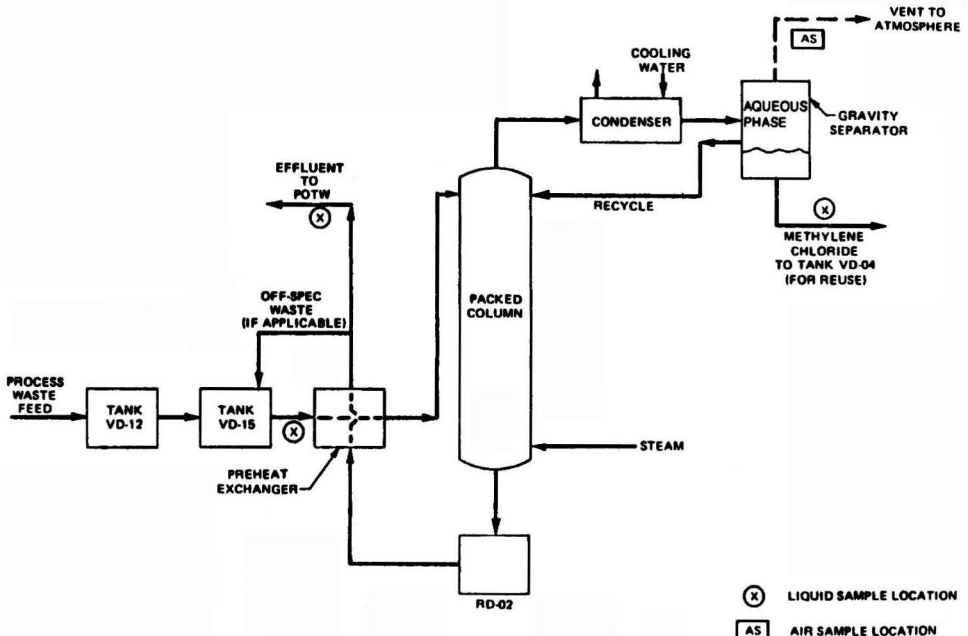 VENT TO
ATMOSPHERE
AS
COOLING
WATER
CONDENSER
AQUEOUS
PHASE
GRAVITY
SEPARATOR
EFFLUENT
TO
POTW
X
RECYCLE
X
METHYLENE
CHLORIDE
TO TANK VD-04
(FOR REUSE)
OFF-SPEC
WASTE
(IF APPLICABLE)
PACKED
COLUMN
PROCESS
WASTE
FEED
TANK
VD-12
TANK
VD-15
X
PREHEAT
EXCHANGER
STEAM
RD-02
X LIQUID SAMPLE LOCATION
AS AIR SAMPLE LOCATION